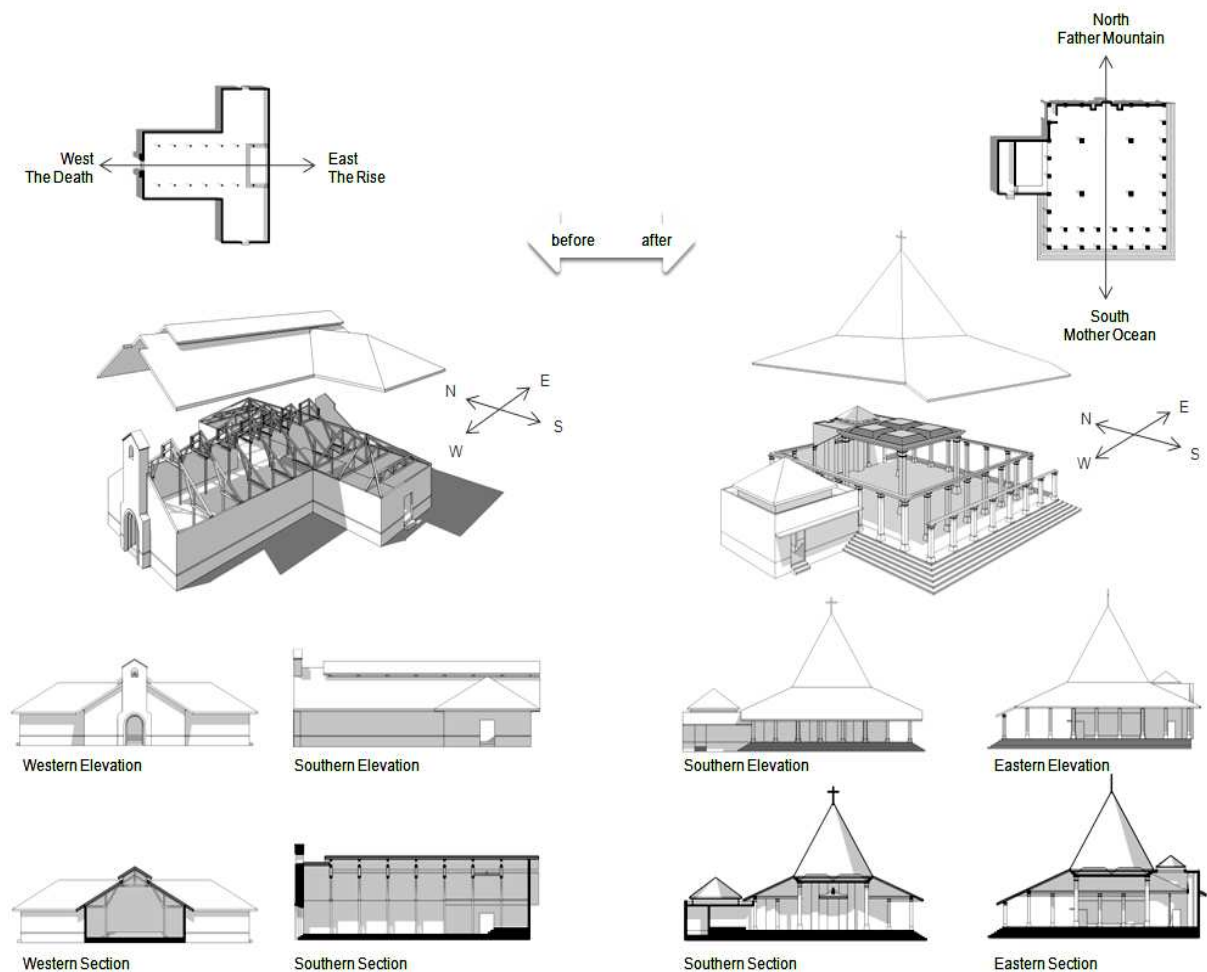 North
Father Mountain
West
The Death
East
The Rise
before
after
South
Mother Ocean
N
E
W
S
N
E
W
S
Western Elevation
Southern Elevation
Southern Elevation
Eastern Elevation
Western Section
Southern Section
Southern Section
Eastern Section